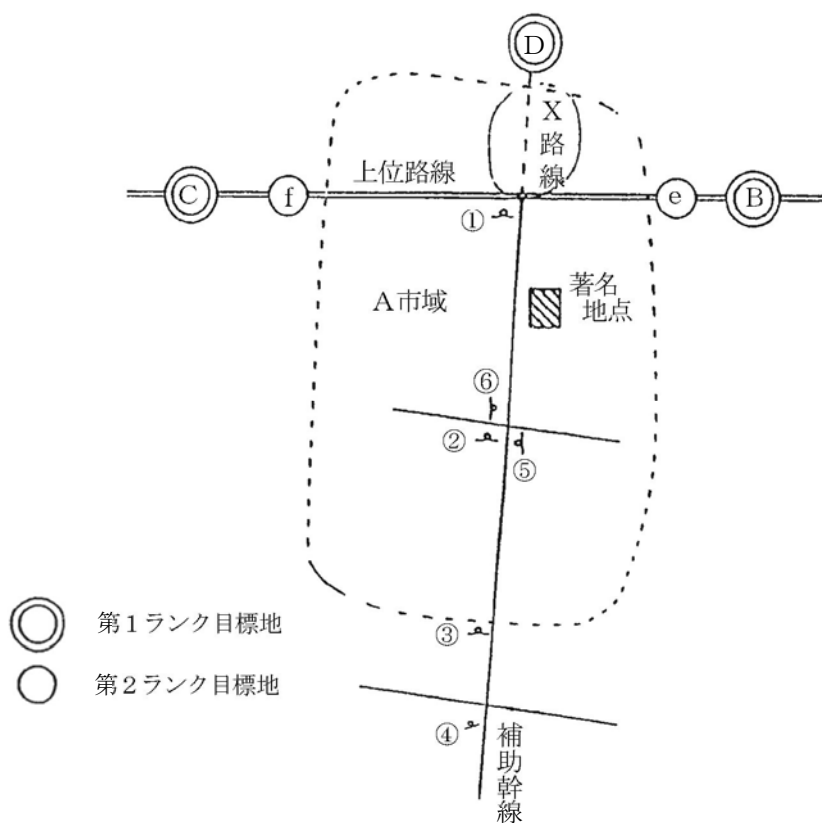 D
X路線
上位路線
C
f
e
B
①
A市域
著名地点
⑥
②
⑤
③
④
補助幹線
第1ランク目標地
第2ランク目標地